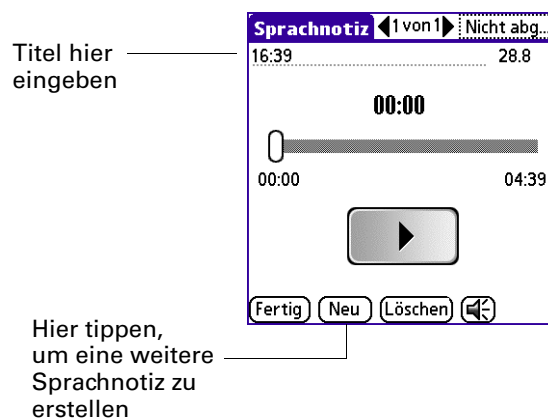 Sprachnotiz 1 von 1 Nicht abg...
Titel hier
eingeben
16:39 28.8
00:00
00:00 04:39
Fertig Neu Löschen
Hier tippen,
um eine weitere
Sprachnotiz zu
erstellen